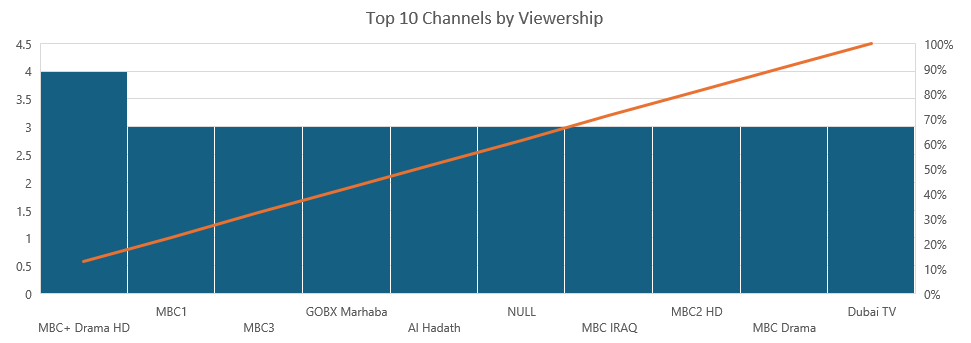 Top 10 Channels by Viewership
4.5
4
3.5
3
2.5
2
1.5
1
0.5
0
100%
90%
80%
70%
60%
50%
40%
30%
20%
10%
0%
MBC+ Drama HD
MBC1
MBC3
GOBX Marhaba
Al Hadath
NULL
MBC IRAQ
MBC2 HD
MBC Drama
Dubai TV